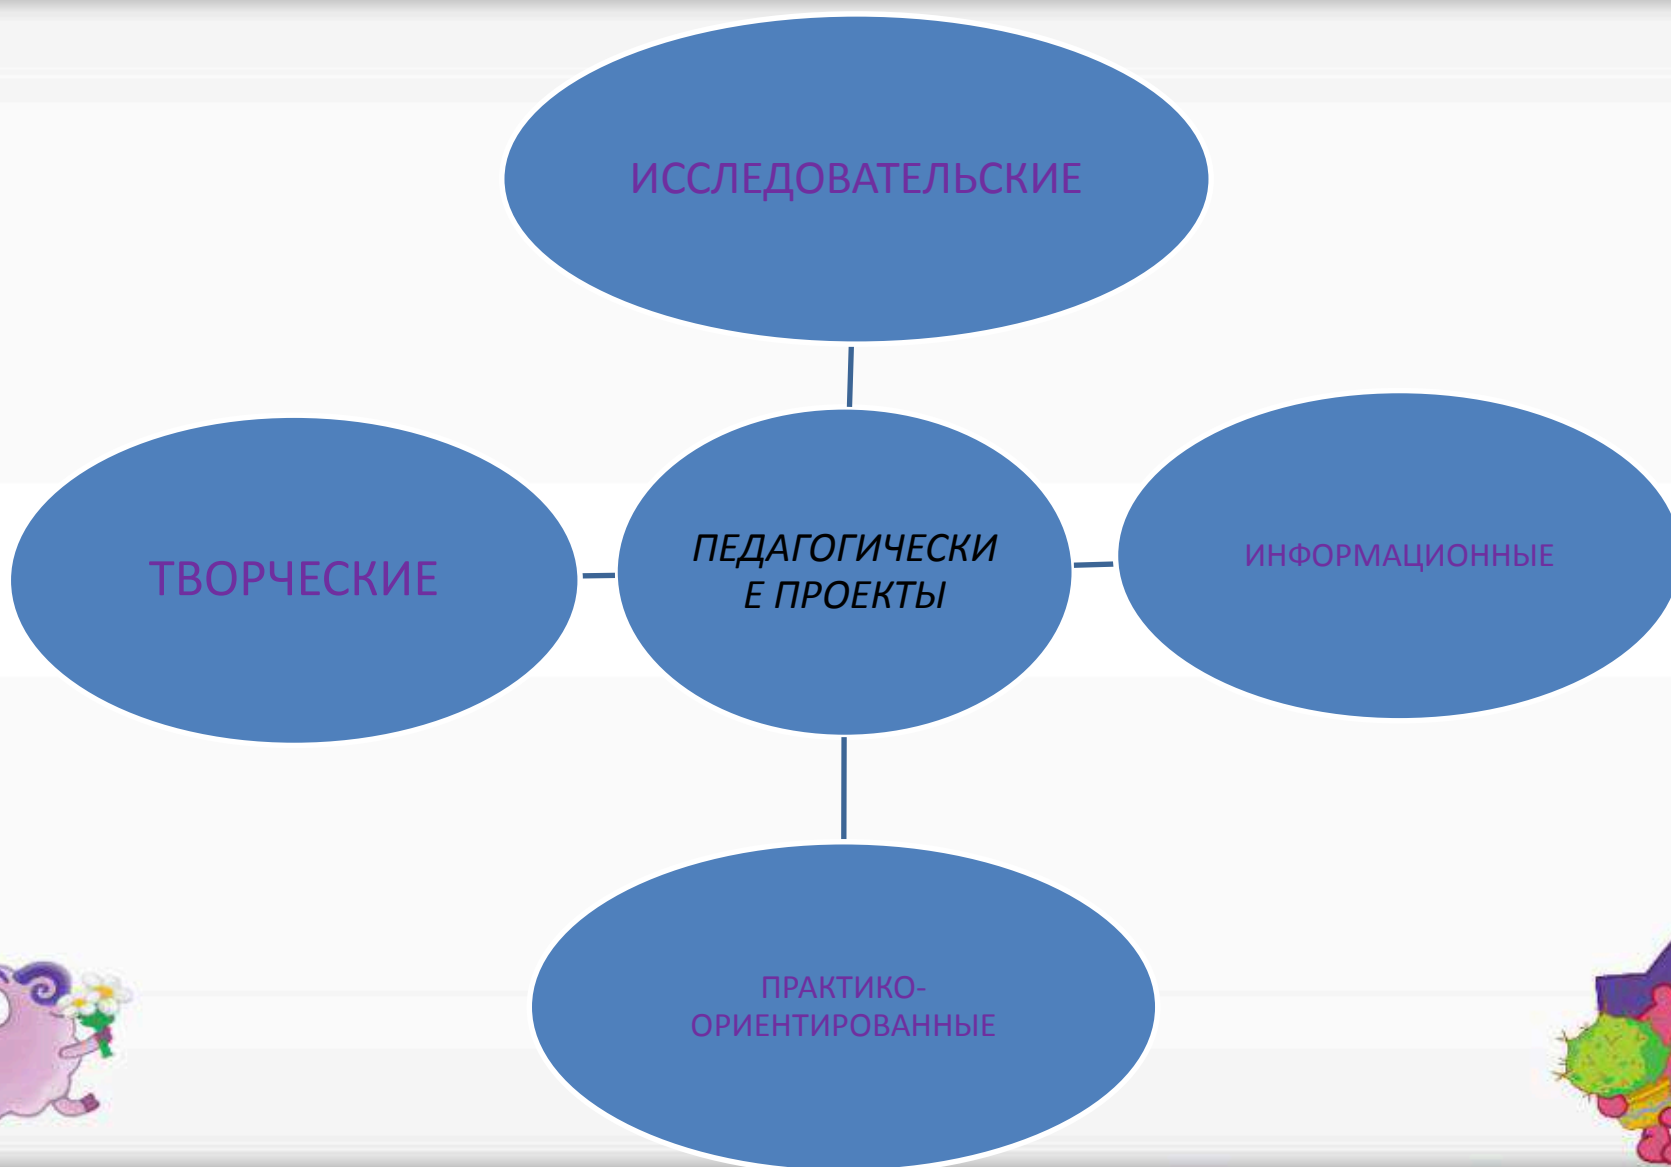 ИССЛЕДОВАТЕЛЬСКИЕ
ТВОРЧЕСКИЕ
ПЕДАГОГИЧЕСКИ
Е ПРОЕКТЫ
ИНФОРМАЦИОННЫЕ
ПРАКТИКО-
ОРИЕНТИРОВАННЫЕ